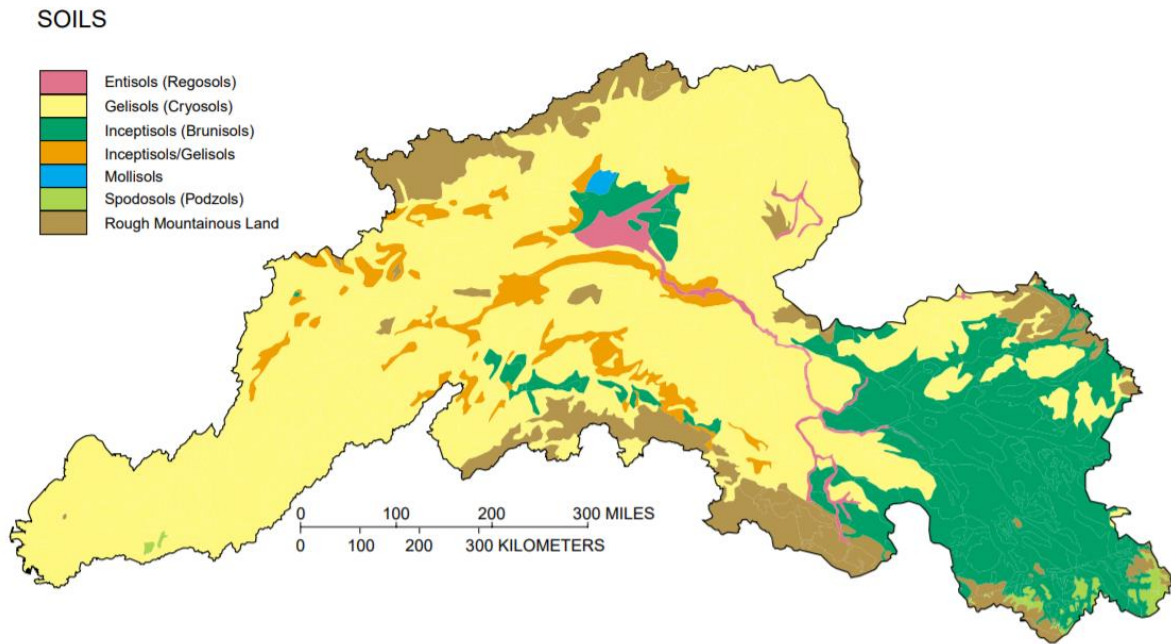 SOILS
Entisols (Regosols)
Gelisols (Cryosols)
Inceptisols (Brunisols)
Inceptisols/Gelisols
Mollisols
Spodosols (Podzols)
Rough Mountainous Land
0 100 200 300 MILES
0 100 200 300 KILOMETERS